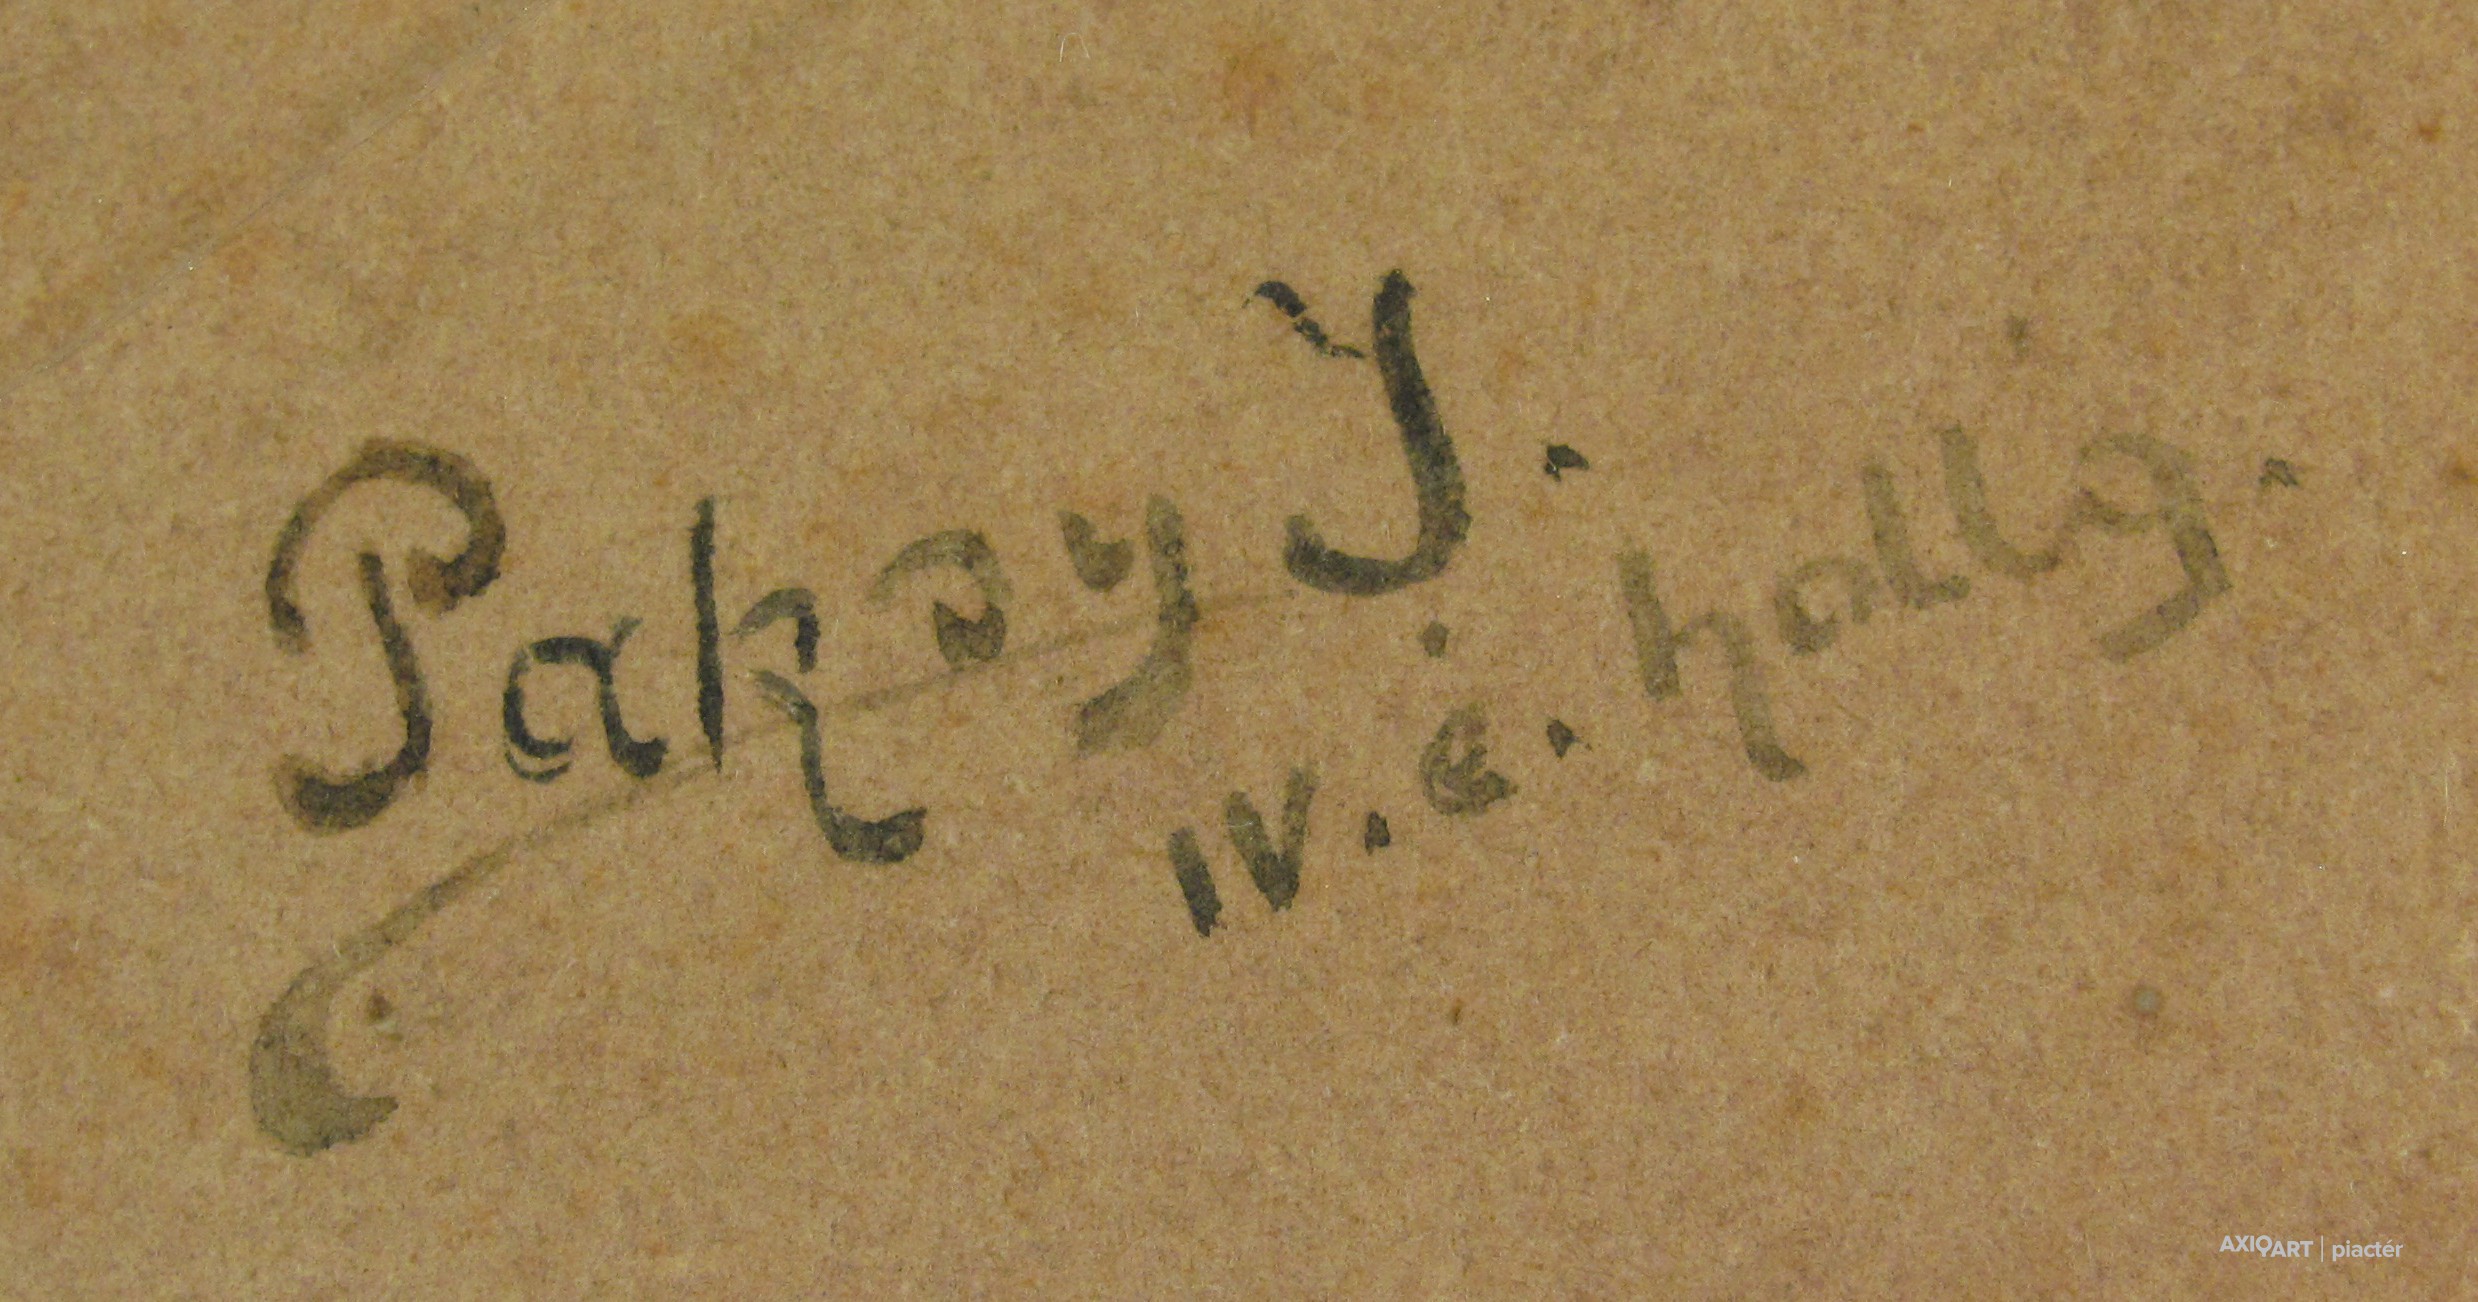 Pakay J.
IV. é. hallg.
AXIOART | piactér